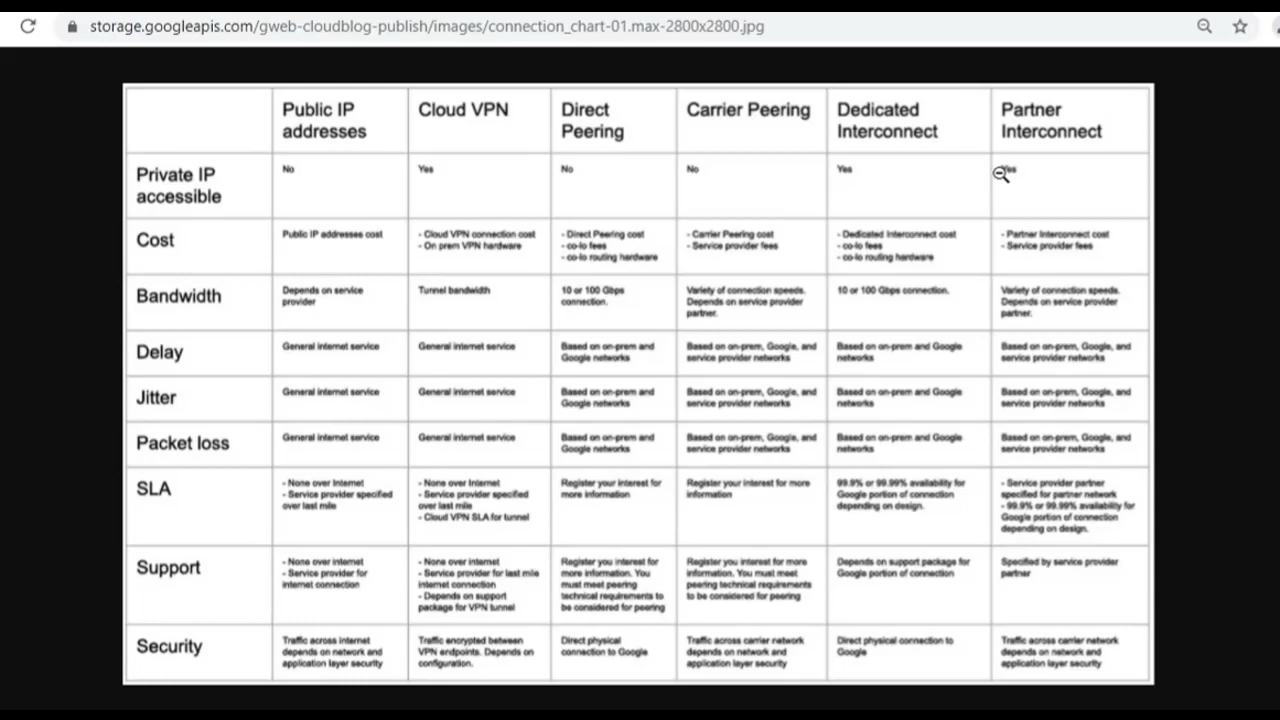 storage.googleapis.com/gweb-cloudblog-publish/images/connection_chart-01.max-2800x2800.jpg
Public IP
addresses
Cloud VPN
Direct
Peering
Carrier Peering
Dedicated
Interconnect
Partner
Interconnect
Private IP
accessible
No
Yes
No
No
Yes
Yes
Cost
Public IP addresses cost
- Cloud VPN connection cost
- On prem VPN hardware
- Direct Peering cost
- co-lo fees
- co-lo routing hardware
- Carrier Peering cost
- Service provider fees
- Dedicated Interconnect cost
- co-lo fees
- co-lo routing hardware
- Partner Interconnect cost
- Service provider fees
Bandwidth
Depends on service
provider
Tunnel bandwidth
10 or 100 Gbps
connection.
Variety of connection speeds.
Depends on service provider
partner.
10 or 100 Gbps connection.
Variety of connection speeds.
Depends on service provider
partner.
Delay
General internet service
General internet service
Based on on-prem and
Google networks
Based on on-prem, Google, and
service provider networks
Based on on-prem and Google
networks
Based on on-prem, Google, and
service provider networks
Jitter
General internet service
General internet service
Based on on-prem and
Google networks
Based on on-prem, Google, and
service provider networks
Based on on-prem and Google
networks
Based on on-prem, Google, and
service provider networks
Packet loss
General internet service
General internet service
Based on on-prem and
Google networks
Based on on-prem, Google, and
service provider networks
Based on on-prem and Google
networks
Based on on-prem, Google, and
service provider networks
SLA
- None over Internet
- Service provider specified
over last mile
- None over Internet
- Service provider specified
over last mile
- Cloud VPN SLA for tunnel
Register your interest for
more information
Register your interest for more
information
99.9% or 99.99% availability for
Google portion of connection
depending on design.
- Service provider partner
specified for partner network
- 99.9% or 99.99% availability for
Google portion of connection
depending on design.
Support
- None over internet
- Service provider for
internet connection
- None over internet
- Service provider for last mile
internet connection
- Depends on support
package for VPN tunnel
Register you interest for
more information. You
must meet peering
technical requirements to
be considered for peering
Register you interest for more
information. You must meet
peering technical requirements
to be considered for peering
Depends on support package for
Google portion of connection
Specified by service provider
partner
Security
Traffic across internet
depends on network and
application layer security
Traffic encrypted between
VPN endpoints. Depends on
configuration.
Direct physical
connection to Google
Traffic across carrier network
depends on network and
application layer security
Direct physical connection to
Google
Traffic across carrier network
depends on network and
application layer security